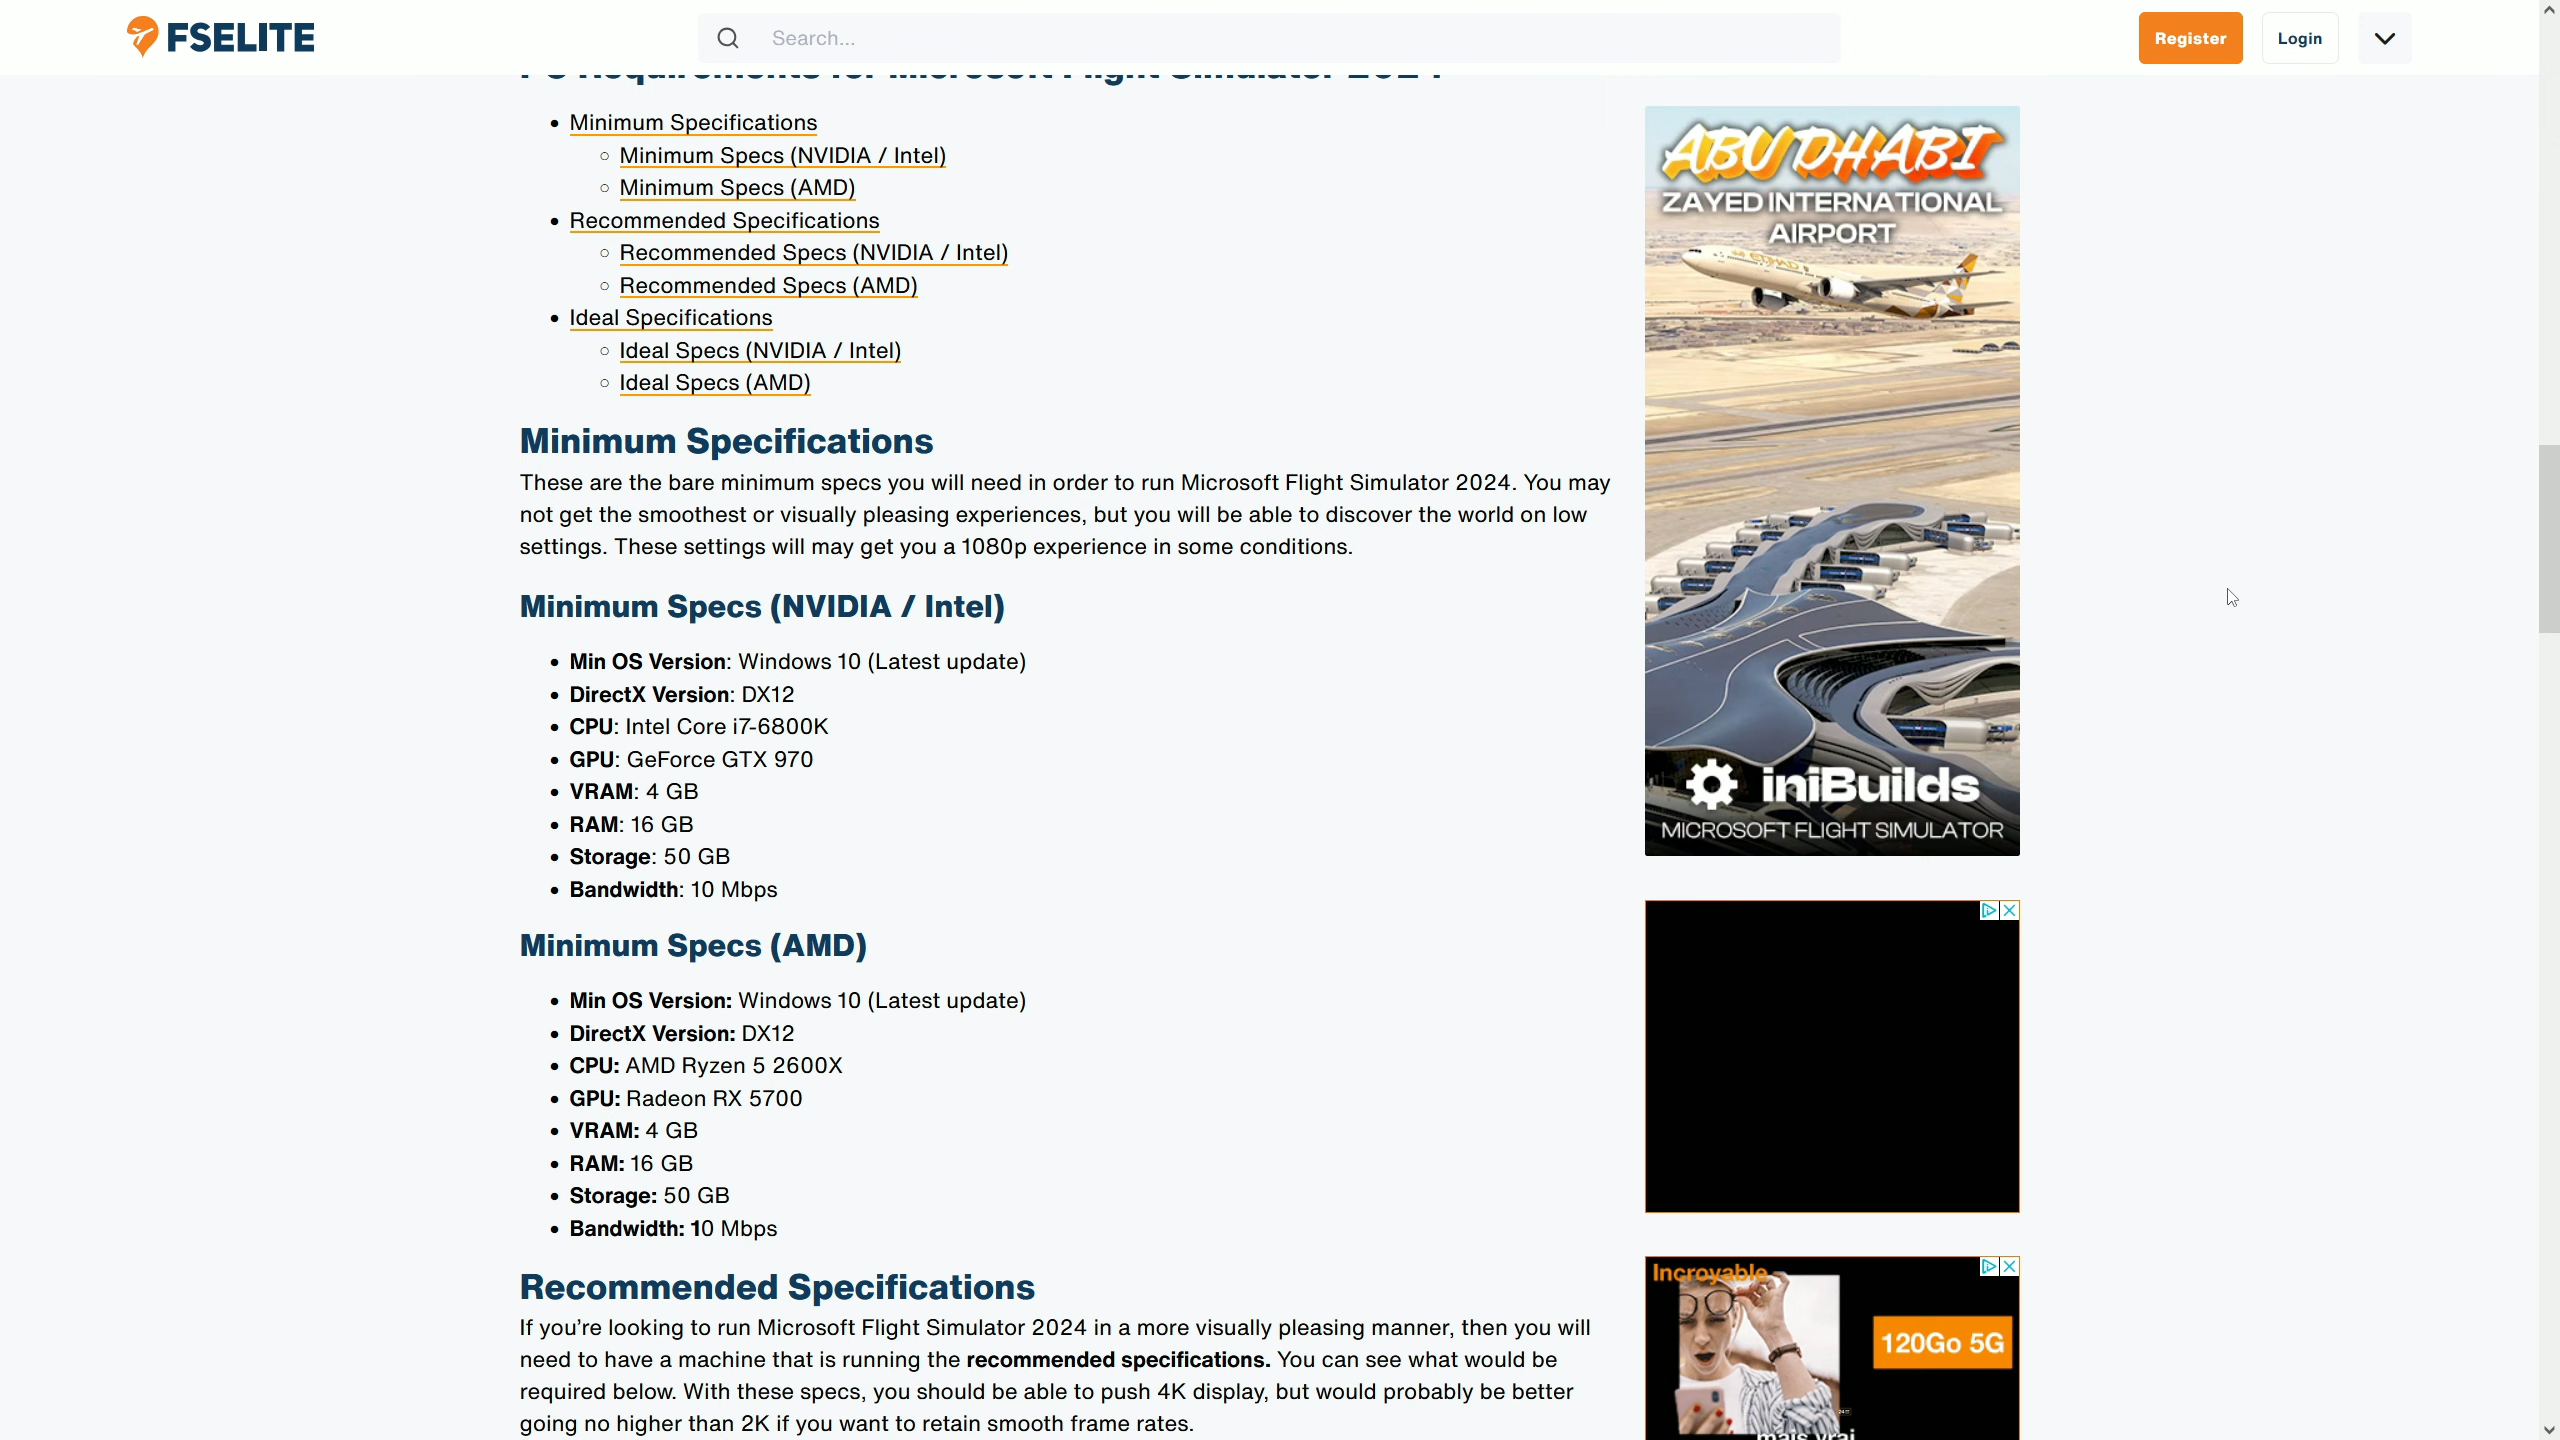 FSELITE
Search...
Register
Login
PC Requirements for Microsoft Flight Simulator 2024
Minimum Specifications
Minimum Specs (NVIDIA / Intel)
Minimum Specs (AMD)
Recommended Specifications
Recommended Specs (NVIDIA / Intel)
Recommended Specs (AMD)
Ideal Specifications
Ideal Specs (NVIDIA / Intel)
Ideal Specs (AMD)
Minimum Specifications
These are the bare minimum specs you will need in order to run Microsoft Flight Simulator 2024. You may
not get the smoothest or visually pleasing experiences, but you will be able to discover the world on low
settings. These settings will may get you a 1080p experience in some conditions.
Minimum Specs (NVIDIA / Intel)
Min OS Version: Windows 10 (Latest update)
DirectX Version: DX12
CPU: Intel Core i7-6800K
GPU: GeForce GTX 970
VRAM: 4 GB
RAM: 16 GB
Storage: 50 GB
Bandwidth: 10 Mbps
Minimum Specs (AMD)
Min OS Version: Windows 10 (Latest update)
DirectX Version: DX12
CPU: AMD Ryzen 5 2600X
GPU: Radeon RX 5700
VRAM: 4 GB
RAM: 16 GB
Storage: 50 GB
Bandwidth: 10 Mbps
Recommended Specifications
If you’re looking to run Microsoft Flight Simulator 2024 in a more visually pleasing manner, then you will
need to have a machine that is running the recommended specifications. You can see what would be
required below. With these specs, you should be able to push 4K display, but would probably be better
going no higher than 2K if you want to retain smooth frame rates.
ABU DHABI
ZAYED INTERNATIONAL
AIRPORT
ETIHAD
iniBuilds
MICROSOFT FLIGHT SIMULATOR
Incroyable
120Go 5G
mais vrai